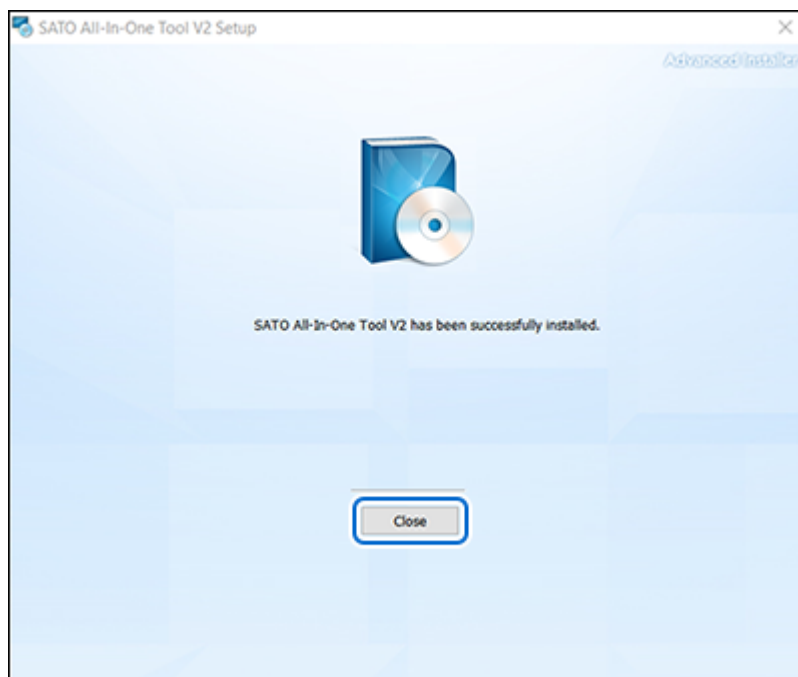 SATO All-In-One Tool V2 Setup
Advanced Installer
SATO All-In-One Tool V2 has been successfully installed.
Close